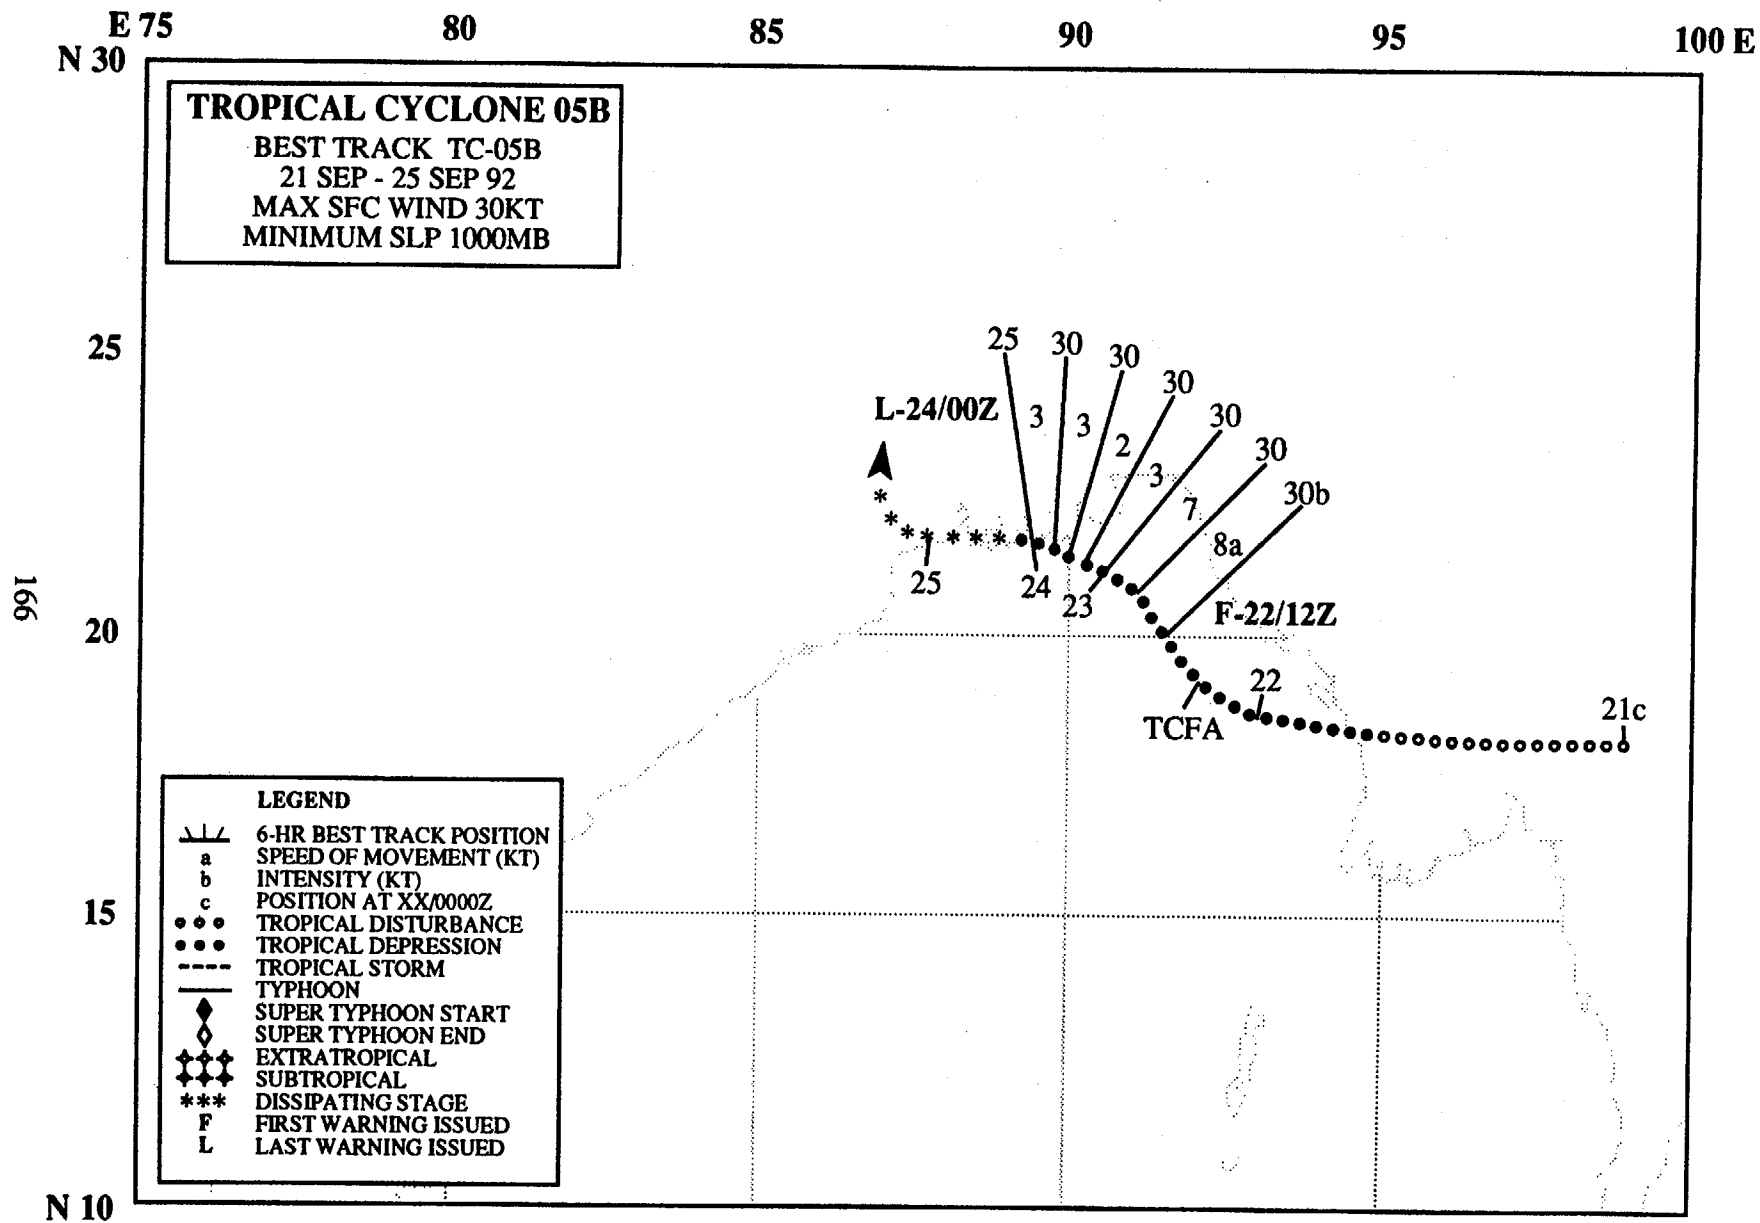 E 75 80 85 90 95 100 E
N 30
TROPICAL CYCLONE 05B
BEST TRACK TC-05B
21 SEP - 25 SEP 92
MAX SFC WIND 30KT
MINIMUM SLP 1000MB
25
20
15
N 10
166
25
30
30
30
30
30
30b
L-24/00Z
3
3
2
3
7
8a
25
24
23
F-22/12Z
22
TCFA
21c
LEGEND
6-HR BEST TRACK POSITION
a SPEED OF MOVEMENT (KT)
b INTENSITY (KT)
c POSITION AT XX/0000Z
TROPICAL DISTURBANCE
TROPICAL DEPRESSION
TROPICAL STORM
TYPHOON
SUPER TYPHOON START
SUPER TYPHOON END
EXTRATROPICAL
SUBTROPICAL
*** DISSIPATING STAGE
F FIRST WARNING ISSUED
L LAST WARNING ISSUED